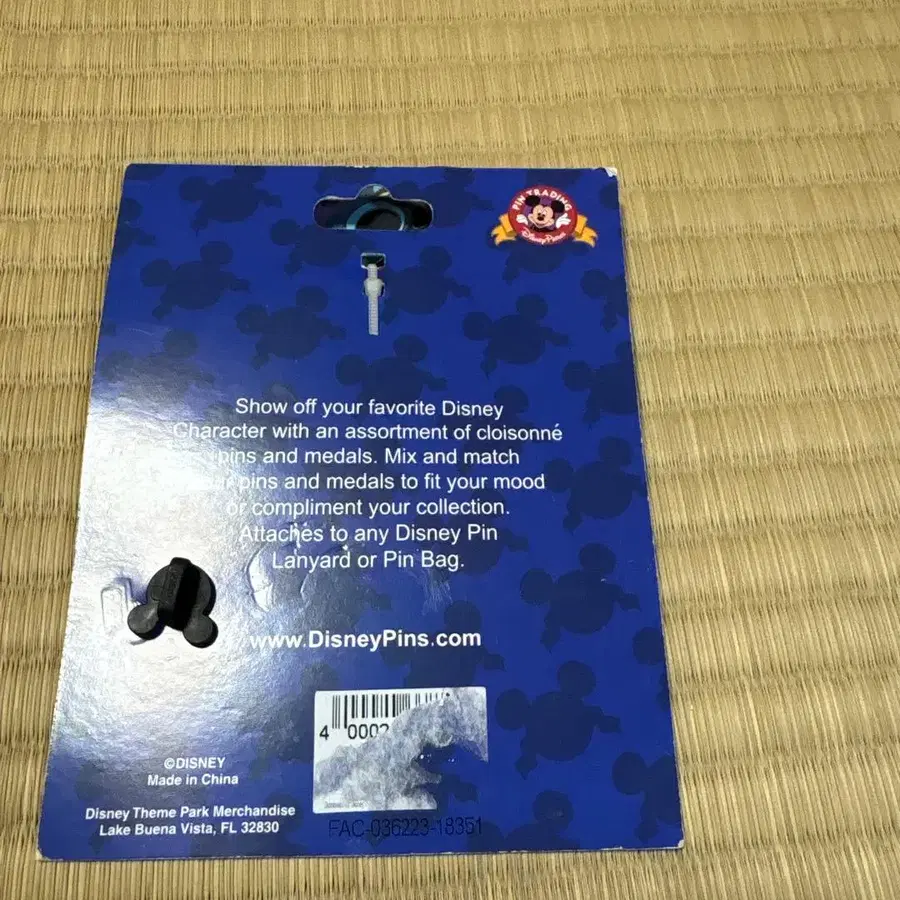 PIN TRADING
Disney Parks
Show off your favorite Disney
Character with an assortment of cloisonné
pins and medals. Mix and match
pins and medals to fit your mood
or compliment your collection.
Attaches to any Disney Pin
Lanyard or Pin Bag.
www.DisneyPins.com
4 0000
©DISNEY
Made in China
Disney Theme Park Merchandise
Lake Buena Vista, FL 32830
FAC-036223-18351